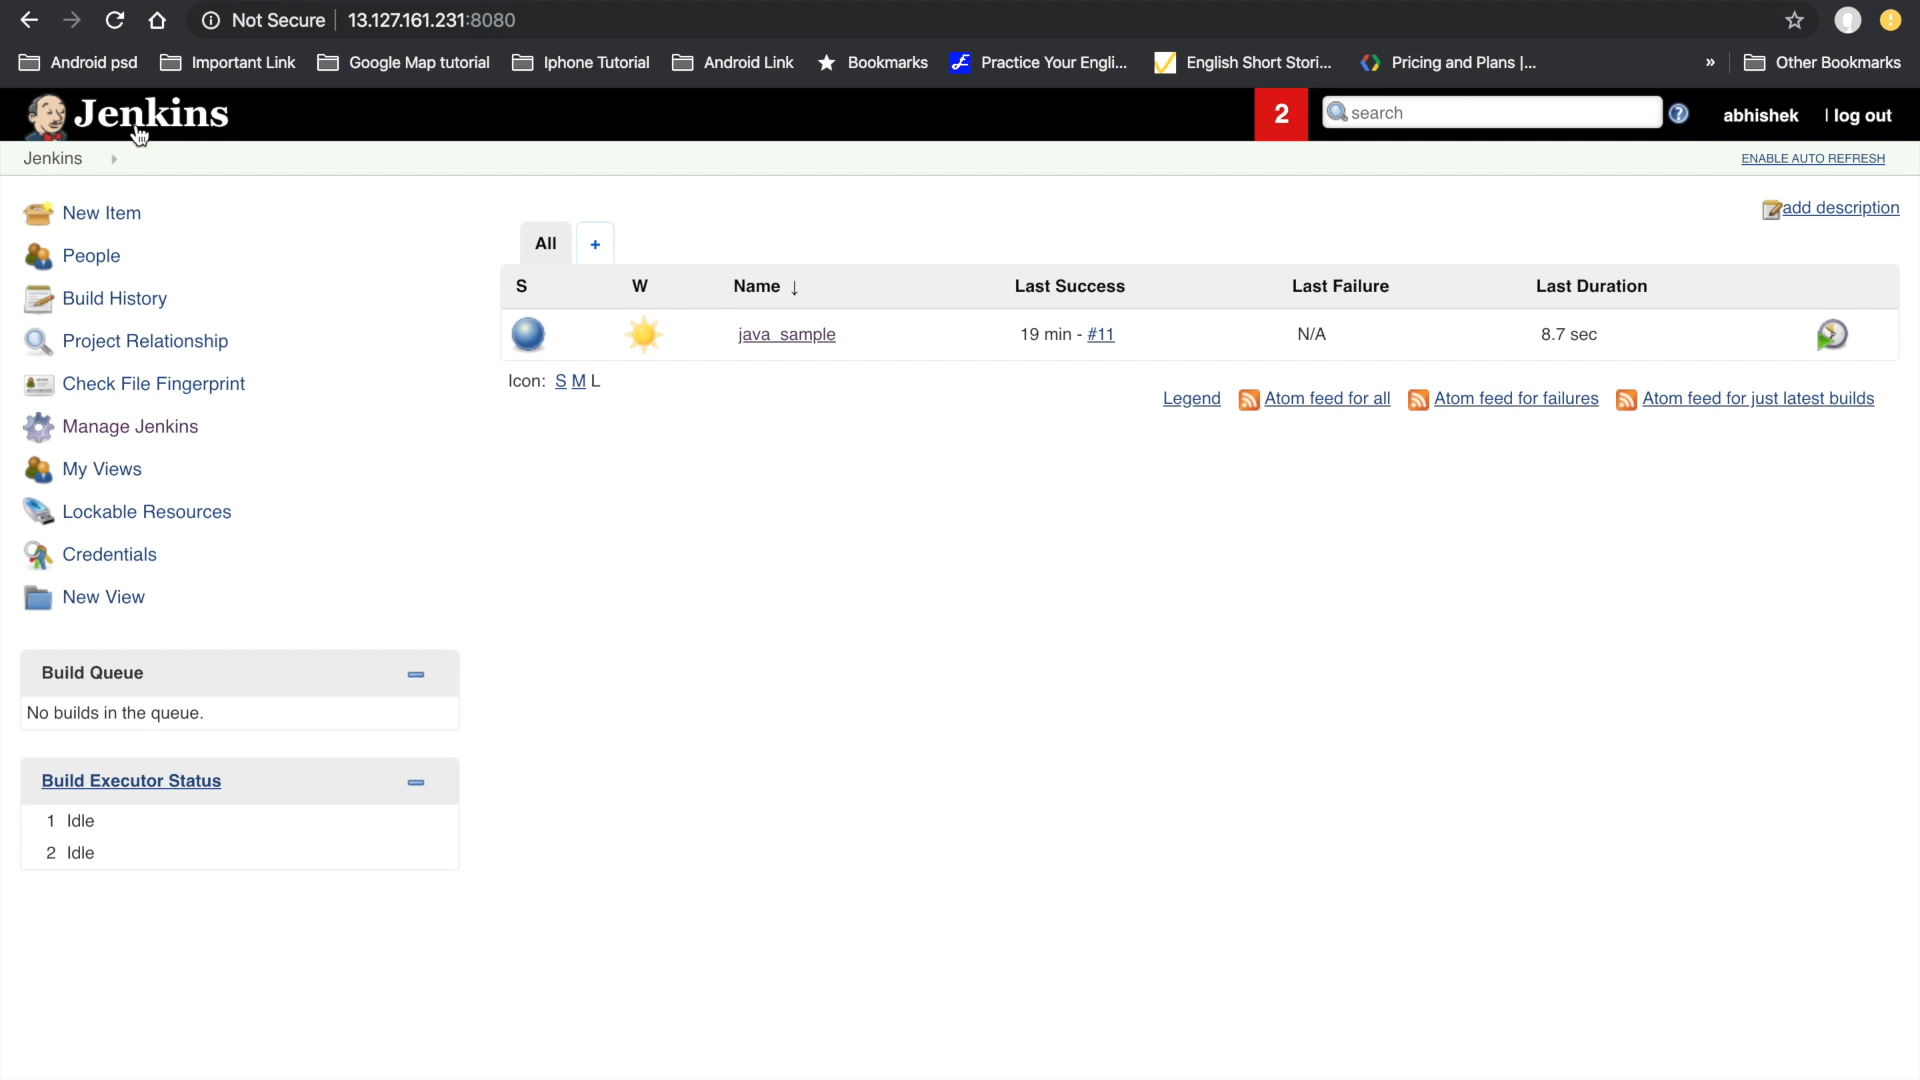 Not Secure 13.127.161.231:8080
Android psd Important Link Google Map tutorial Iphone Tutorial Android Link Bookmarks Practice Your Engli... English Short Stori... Pricing and Plans |... » Other Bookmarks
Jenkins 2 search abhishek | log out
Jenkins ENABLE AUTO REFRESH
add description
New Item
People
Build History
Project Relationship
Check File Fingerprint
Manage Jenkins
My Views
Lockable Resources
Credentials
New View
All +
S W Name ↓ Last Success Last Failure Last Duration
java_sample 19 min - #11 N/A 8.7 sec
Icon: S M L
Legend Atom feed for all Atom feed for failures Atom feed for just latest builds
Build Queue
No builds in the queue.
Build Executor Status
1 Idle
2 Idle